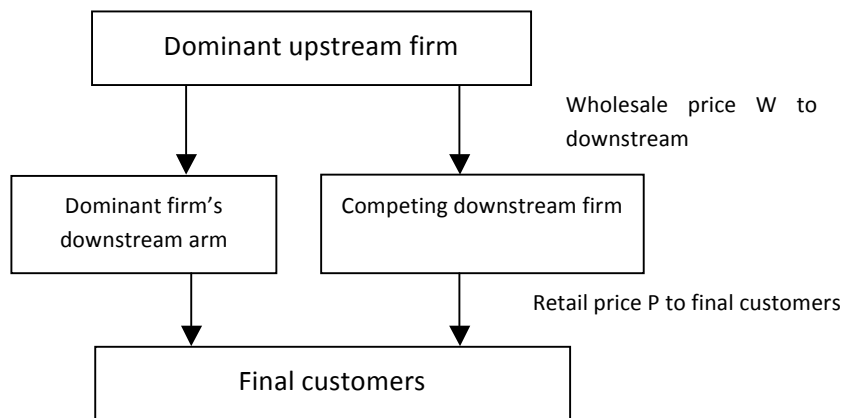 Dominant upstream firm
Wholesale price W to
downstream
Dominant firm’s
downstream arm
Competing downstream firm
Retail price P to final customers
Final customers